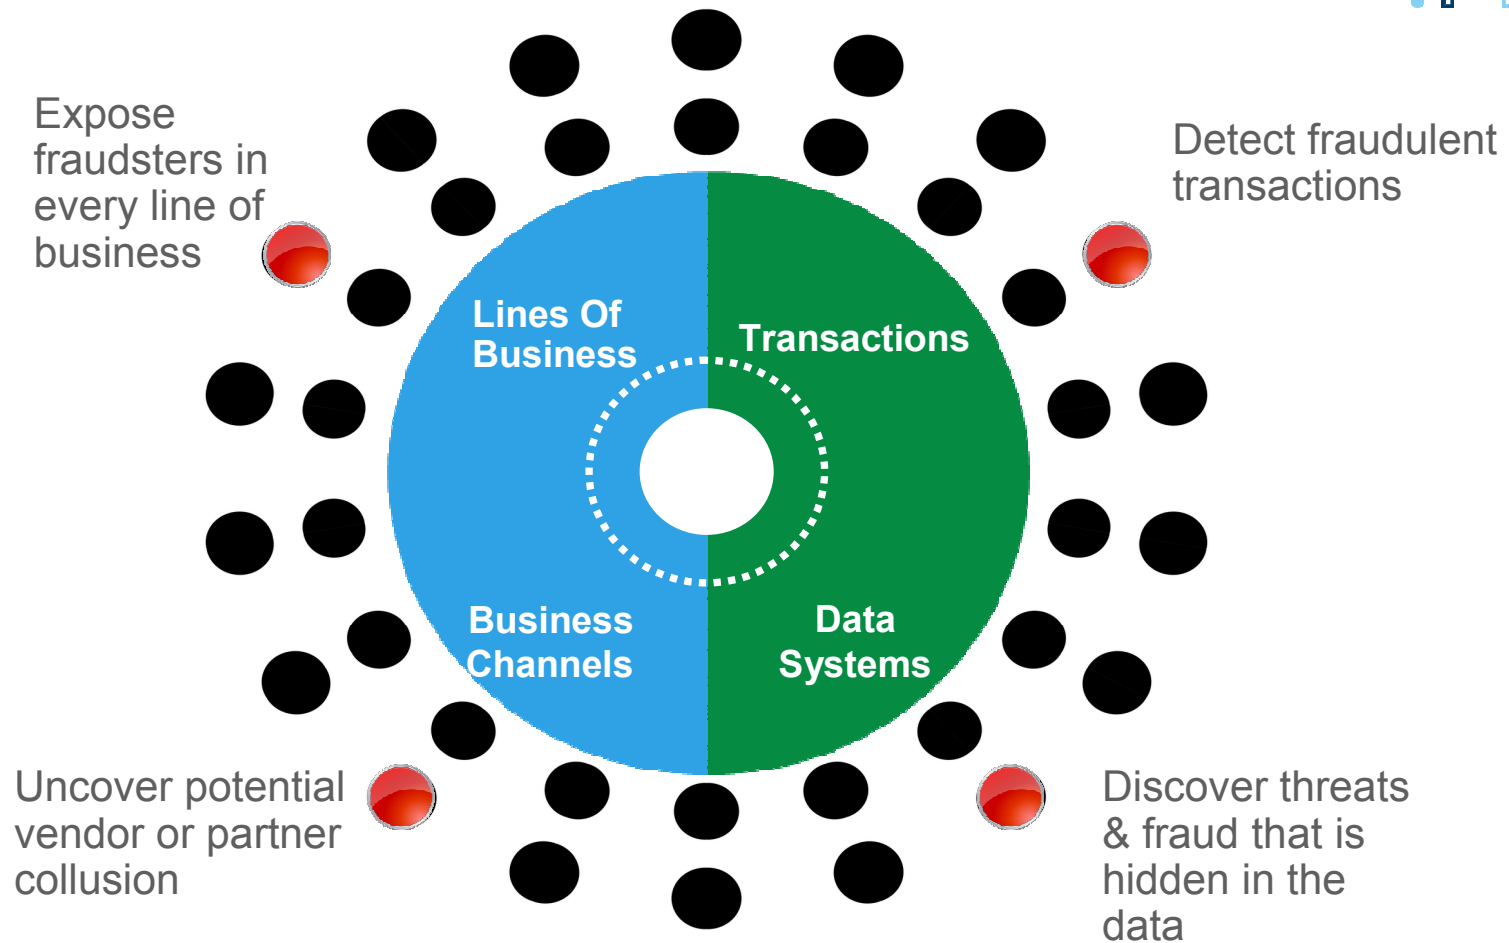 Expose
fraudsters in
every line of
business
Detect fraudulent
transactions
Lines Of
Business
Transactions
Business
Channels
Data
Systems
Uncover potential
vendor or partner
collusion
Discover threats
& fraud that is
hidden in the
data